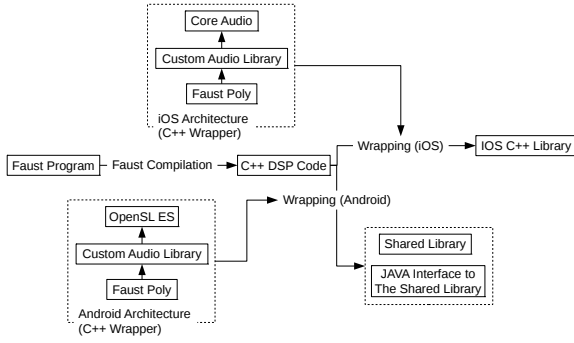 Core Audio
Custom Audio Library
Faust Poly
iOS Architecture
(C++ Wrapper)
Wrapping (iOS)
IOS C++ Library
Faust Program
Faust Compilation
C++ DSP Code
Wrapping (Android)
OpenSL ES
Custom Audio Library
Faust Poly
Android Architecture
(C++ Wrapper)
Shared Library
JAVA Interface to
The Shared Library